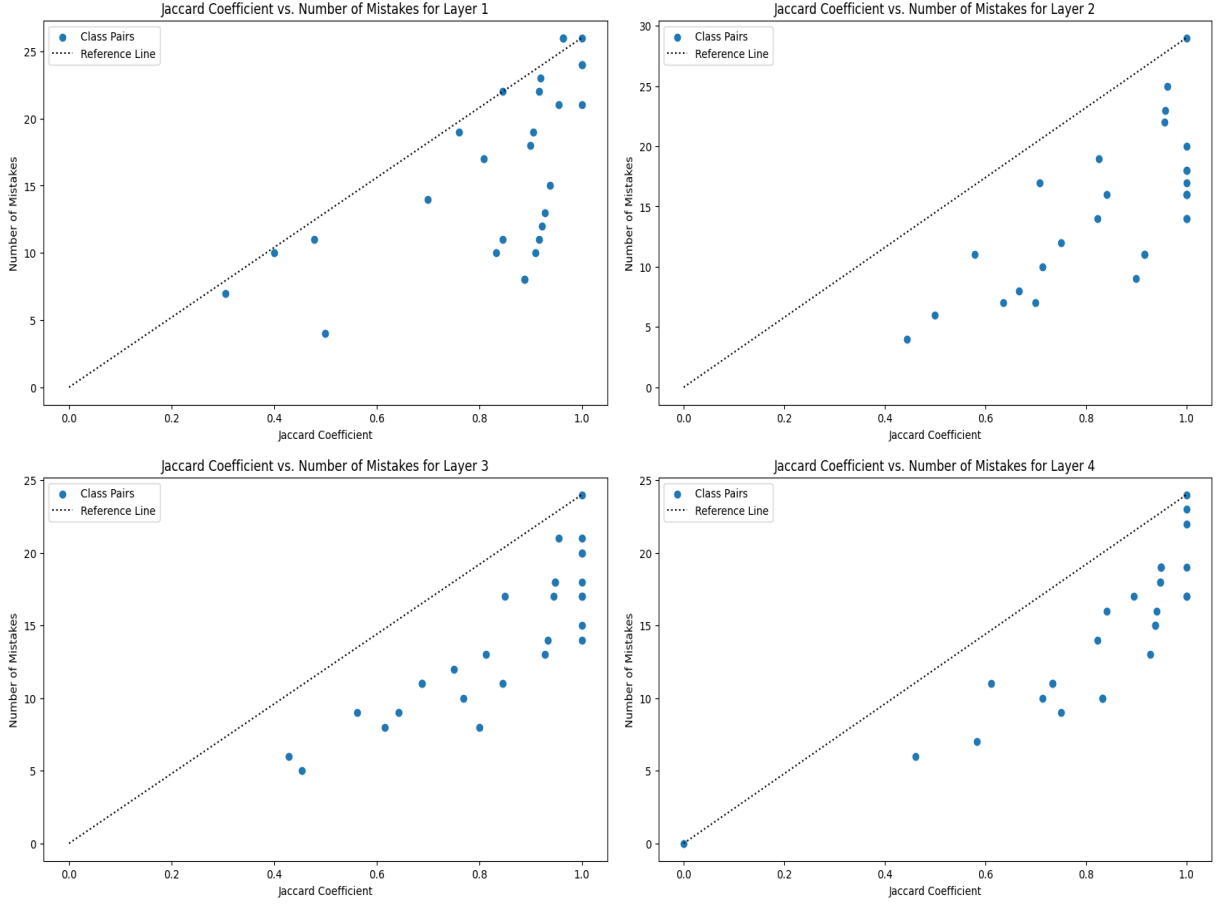 Jaccard Coefficient vs. Number of Mistakes for Layer 1
Class Pairs
Reference Line
25
20
15
10
5
0
Number of Mistakes
0.0 0.2 0.4 0.6 0.8 1.0
Jaccard Coefficient
Jaccard Coefficient vs. Number of Mistakes for Layer 2
Class Pairs
Reference Line
30
25
20
15
10
5
0
Number of Mistakes
0.0 0.2 0.4 0.6 0.8 1.0
Jaccard Coefficient
Jaccard Coefficient vs. Number of Mistakes for Layer 3
Class Pairs
Reference Line
25
20
15
10
5
0
Number of Mistakes
0.0 0.2 0.4 0.6 0.8 1.0
Jaccard Coefficient
Jaccard Coefficient vs. Number of Mistakes for Layer 4
Class Pairs
Reference Line
25
20
15
10
5
0
Number of Mistakes
0.0 0.2 0.4 0.6 0.8 1.0
Jaccard Coefficient